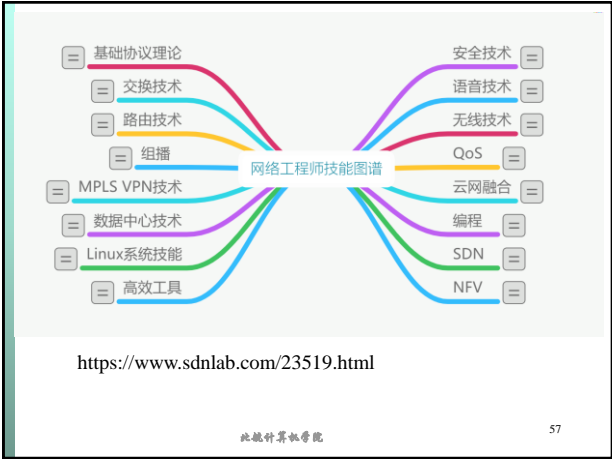 基础协议理论
交换技术
路由技术
组播
MPLS VPN技术
数据中心技术
Linux系统技能
高效工具
网络工程师技能图谱
安全技术
语音技术
无线技术
QoS
云网融合
编程
SDN
NFV
https://www.sdnlab.com/23519.html
北航计算机学院
57